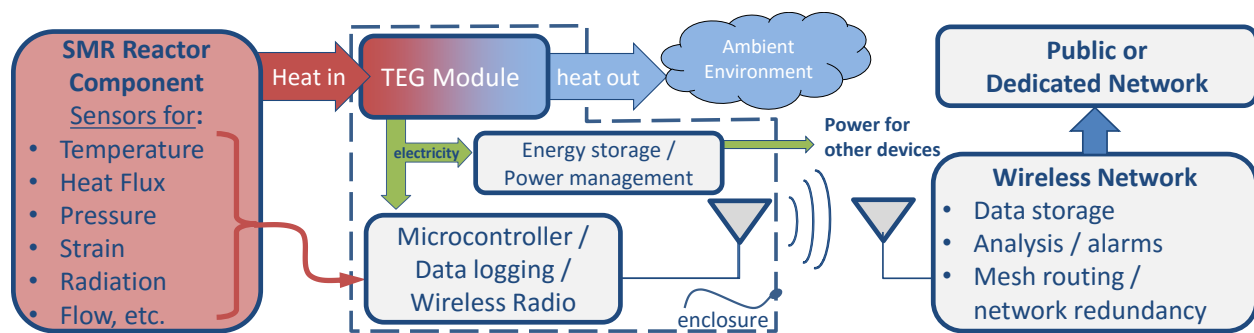 SMR Reactor
Component
Sensors for:
• Temperature
• Heat Flux
• Pressure
• Strain
• Radiation
• Flow, etc.
Heat in
TEG Module
heat out
Ambient
Environment
electricity
Energy storage /
Power management
Power for
other devices
Microcontroller /
Data logging /
Wireless Radio
enclosure
Public or
Dedicated Network
Wireless Network
• Data storage
• Analysis / alarms
• Mesh routing /
network redundancy